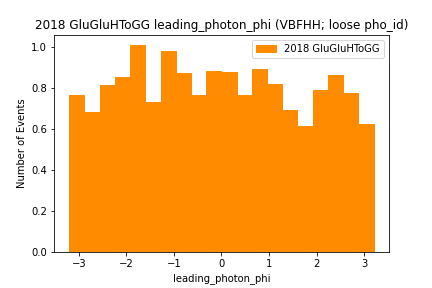 2018 GluGluHToGG leading_photon_phi (VBFHH; loose pho_id)
2018 GluGluHToGG
Number of Events
1.0
0.8
0.6
0.4
0.2
0.0
−3 −2 −1 0 1 2 3
leading_photon_phi